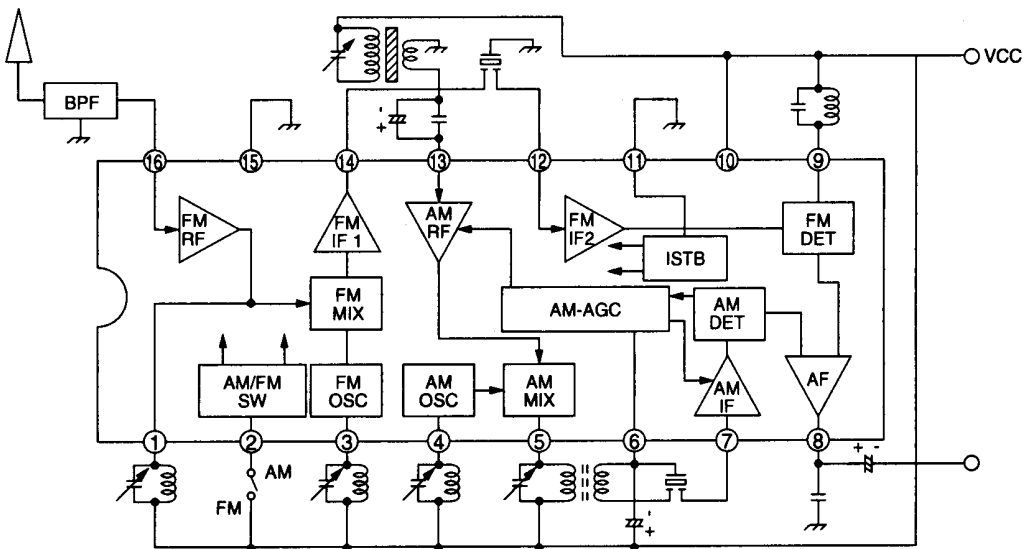 VCC
BPF
16
15
14
13
12
11
10
9
FM
RF
FM
IF 1
AM
RF
FM
IF2
FM
DET
ISTB
FM
MIX
AM-AGC
AM
DET
AM/FM
SW
FM
OSC
AM
OSC
AM
MIX
AM
IF
AF
1
2
3
4
5
6
7
8
AM
FM
+
+
+ -